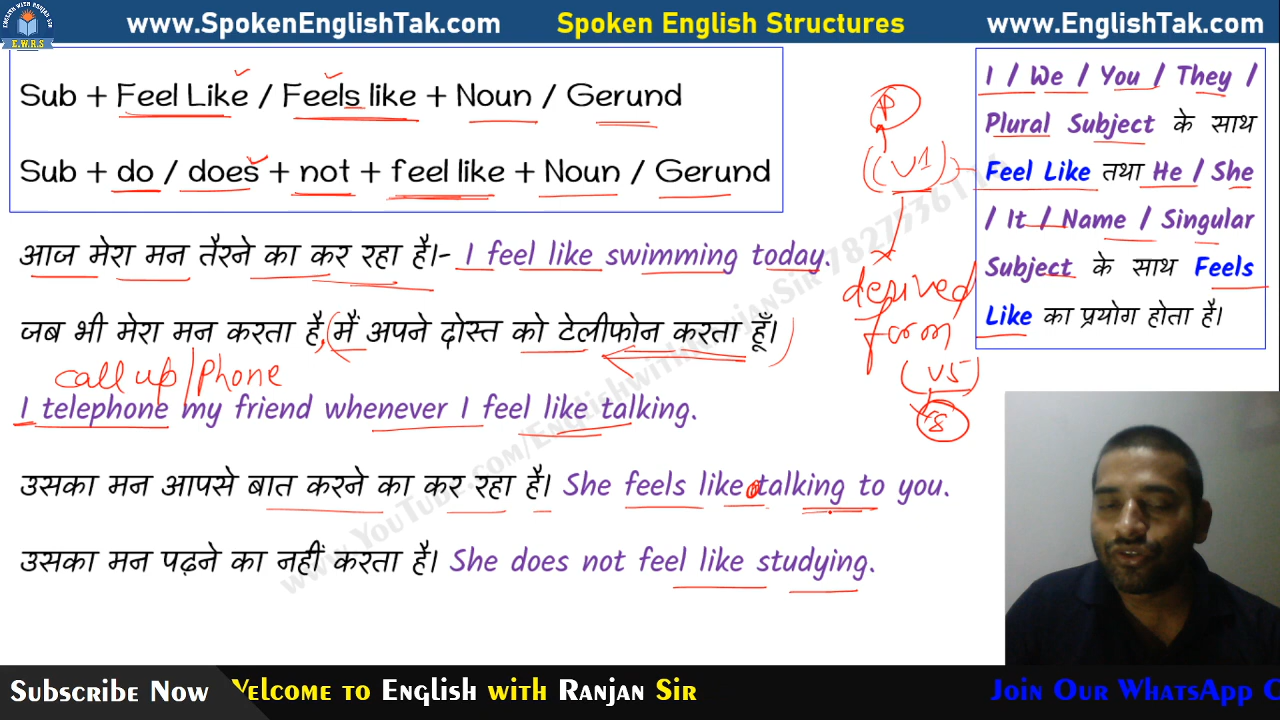 ENGLISH WITH RANJAN SIR
E.W.R.S
www.SpokenEnglishTak.com
Spoken English Structures
www.EnglishTak.com
Sub + Feel Like / Feels like + Noun / Gerund
Sub + do / does + not + feel like + Noun / Gerund
आज मेरा मन तैरने का कर रहा है।- I feel like swimming today.
जब भी मेरा मन करता है, मैं अपने दोस्त को टेलीफोन करता हूँ।
call up / Phone
I telephone my friend whenever I feel like talking.
उसका मन आपसे बात करने का कर रहा है। She feels like talking to you.
उसका मन पढ़ने का नहीं करता है। She does not feel like studying.
(V1)
derived
from
(V5)
I / We / You / They /
Plural Subject के साथ
Feel Like तथा He / She
/ It / Name / Singular
Subject के साथ Feels
Like का प्रयोग होता है।
Subscribe Now
Welcome to English with Ranjan Sir
Join Our WhatsApp